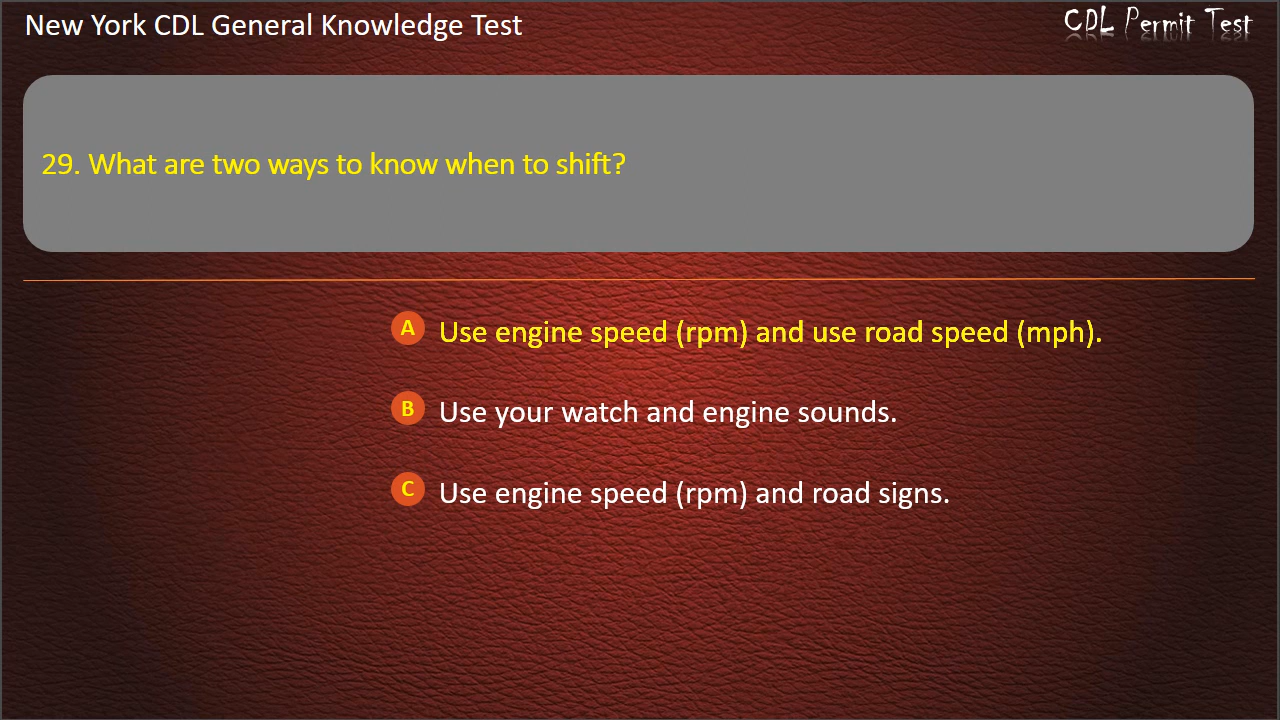 New York CDL General Knowledge Test
CDL Permit Test
29. What are two ways to know when to shift?
A Use engine speed (rpm) and use road speed (mph).
B Use your watch and engine sounds.
C Use engine speed (rpm) and road signs.